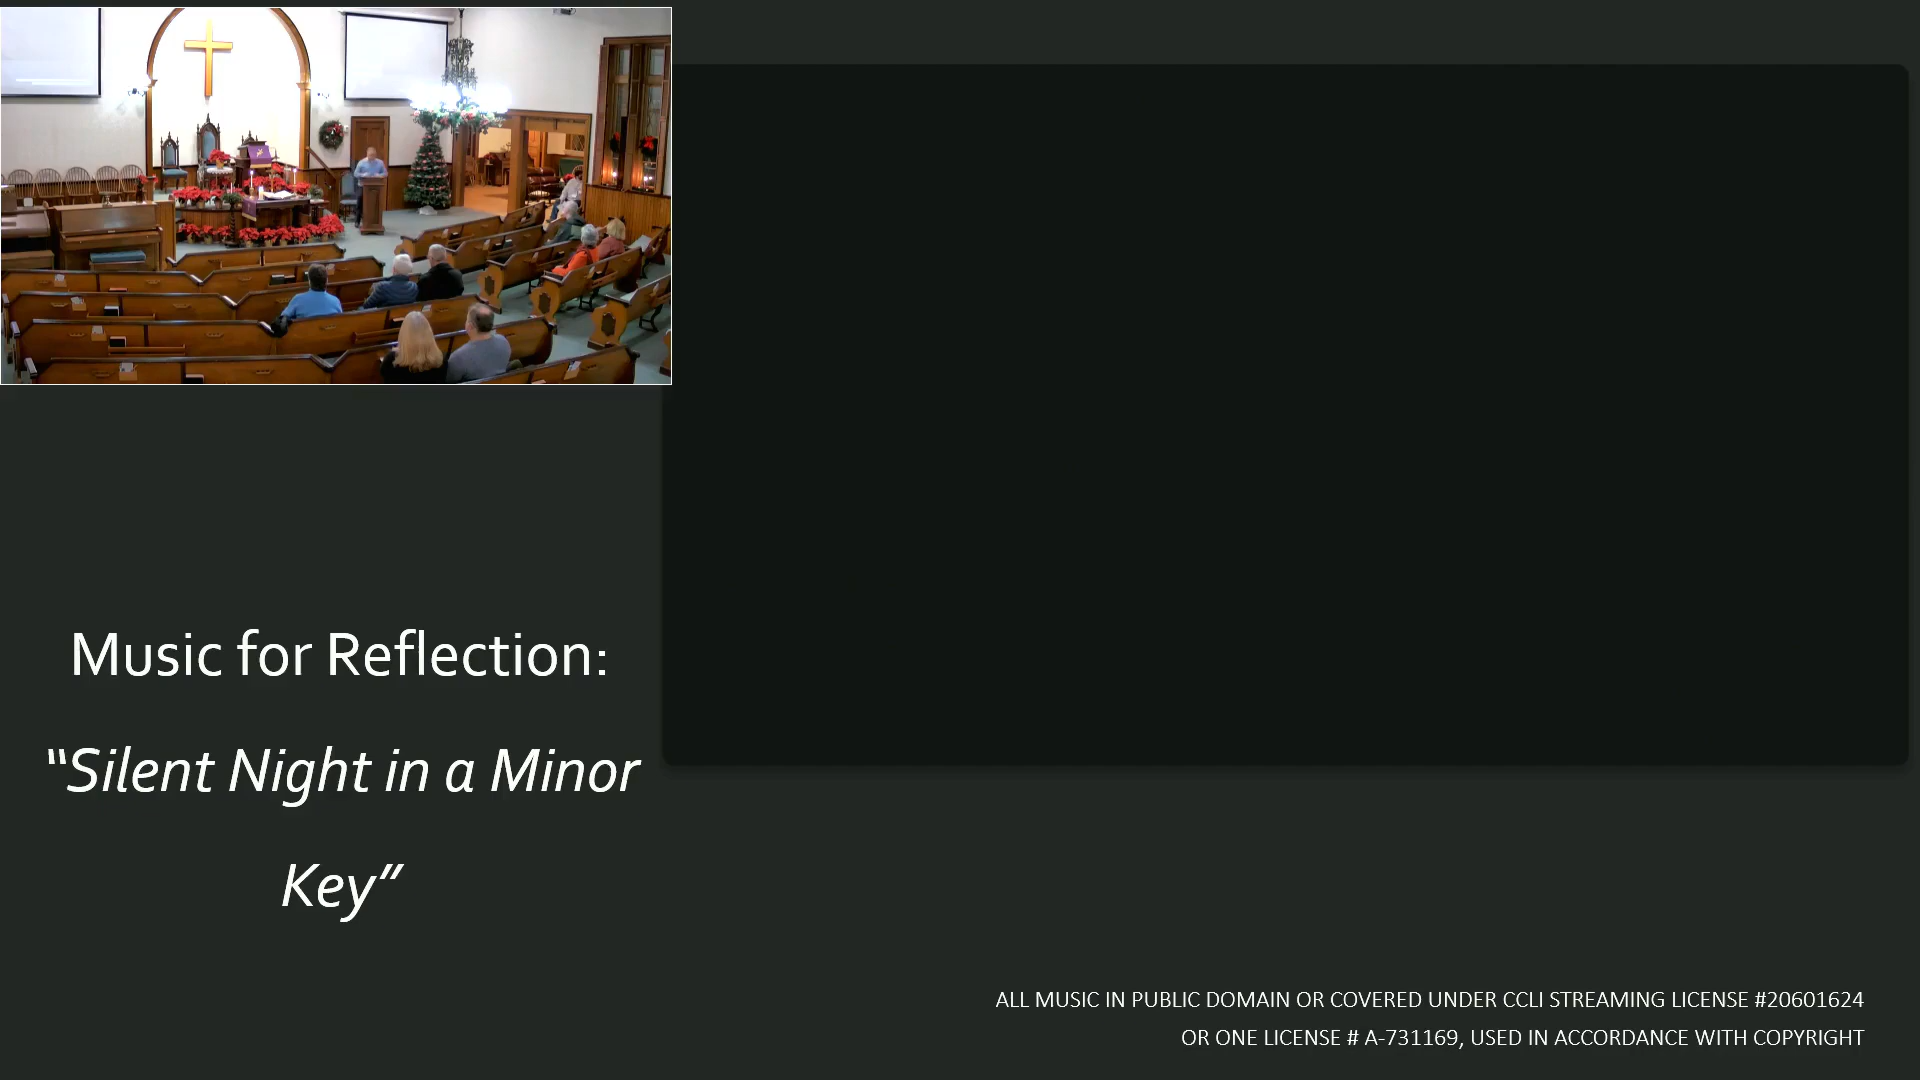 Music for Reflection:
“Silent Night in a Minor
Key”
ALL MUSIC IN PUBLIC DOMAIN OR COVERED UNDER CCLI STREAMING LICENSE #20601624
OR ONE LICENSE # A-731169, USED IN ACCORDANCE WITH COPYRIGHT